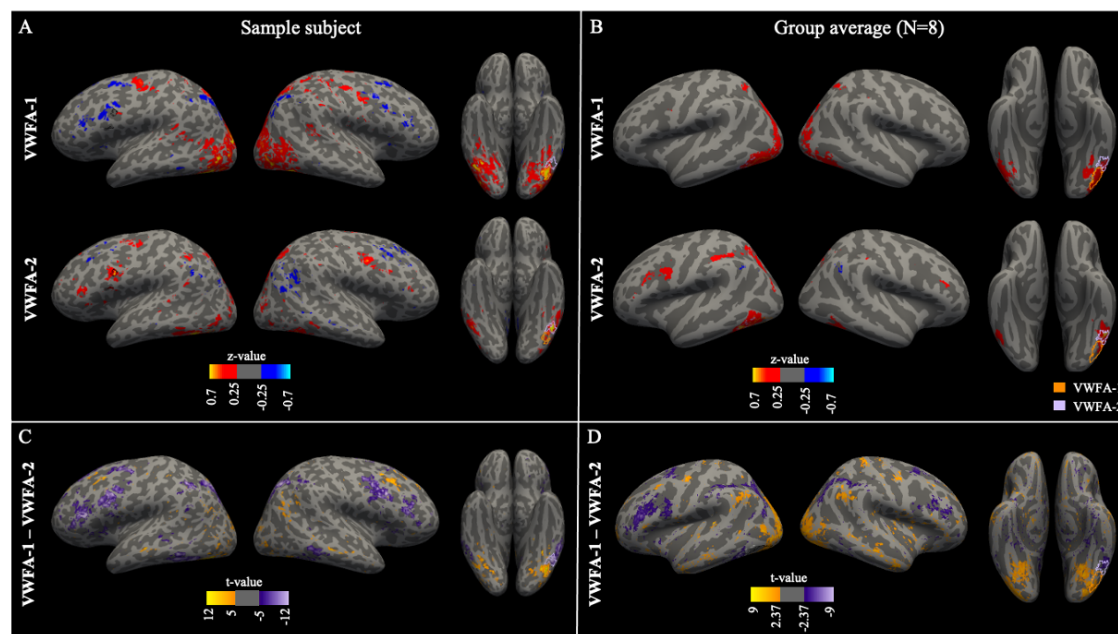 A
Sample subject
B
Group average (N=8)
VWFA-1
VWFA-1
VWFA-2
VWFA-2
z-value
0.7
0.25
-0.25
-0.7
z-value
0.7
0.25
-0.25
-0.7
VWFA-
VWFA-
C
D
VWFA-1 – VWFA-2
VWFA-1 – VWFA-2
t-value
12
5
-5
-12
t-value
9
2.37
-2.37
-9